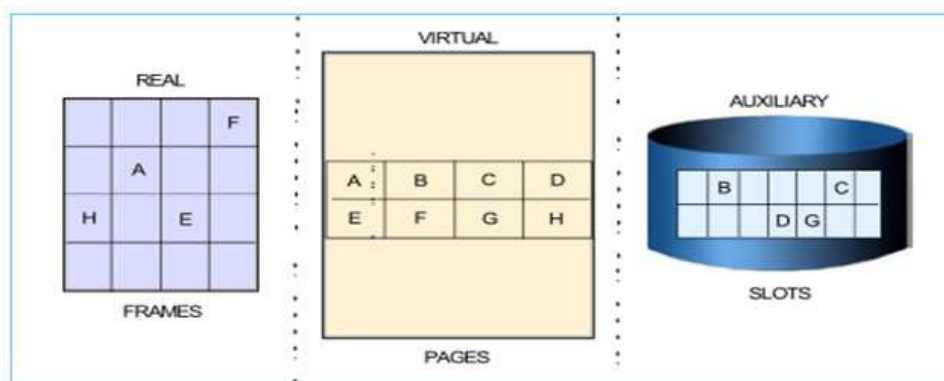 REAL
F
A
H E
FRAMES
VIRTUAL
A B C D
E F G H
PAGES
AUXILIARY
B C
D G
SLOTS